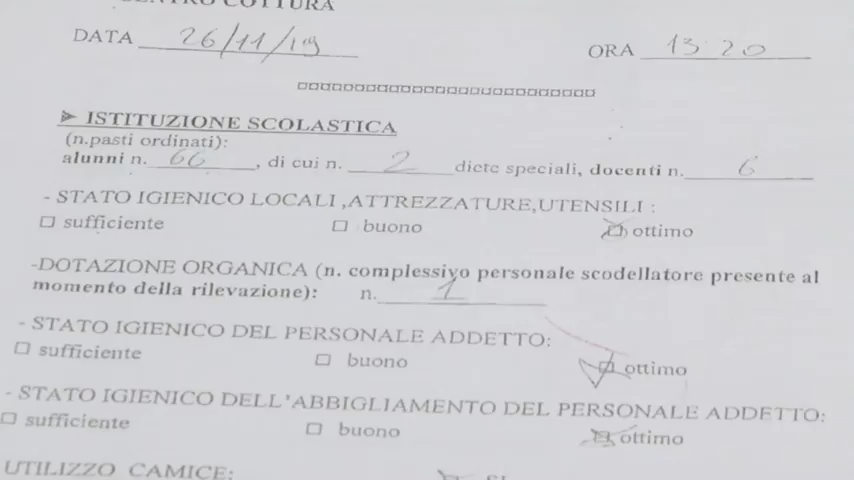 CENTRO COTTURA
DATA 26/11/19 ORA 13:20
➢ ISTITUZIONE SCOLASTICA
(n.pasti ordinati):
alunni n. 66, di cui n. 2 diete speciali, docenti n. 6
- STATO IGIENICO LOCALI ,ATTREZZATURE,UTENSILI :
□ sufficiente □ buono ☒ ottimo
-DOTAZIONE ORGANICA (n. complessivo personale scodellatore presente al
momento della rilevazione): n. 1
- STATO IGIENICO DEL PERSONALE ADDETTO:
□ sufficiente □ buono ☒ ottimo
- STATO IGIENICO DELL'ABBIGLIAMENTO DEL PERSONALE ADDETTO:
□ sufficiente □ buono ☒ ottimo
UTILIZZO CAMICE: ☒ SI